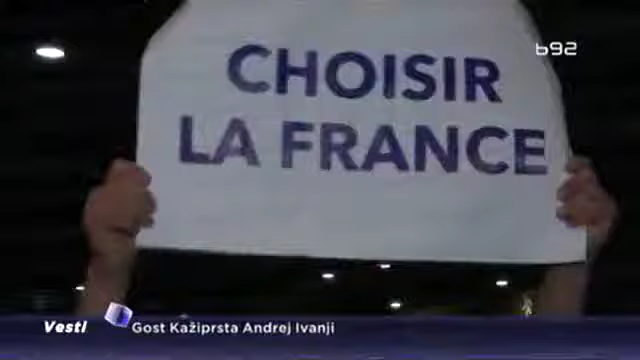 b92
CHOISIR
LA FRANCE
Vesti
Gost Kažiprsta Andrej Ivanji